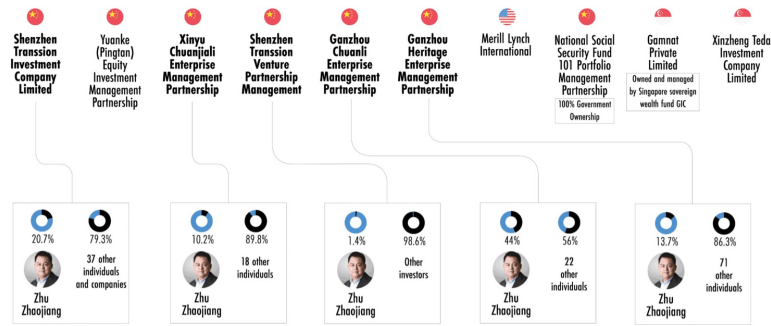 Shenzhen
Transsion
Investment
Company
Limited
Yuanke
(Pingtan)
Equity
Investment
Management
Partnership
Xinyu
Chuanjiali
Enterprise
Management
Partnership
Shenzhen
Transsion
Venture
Partnership
Management
Ganzhou
Chuanli
Enterprise
Management
Partnership
Ganzhou
Heritage
Enterprise
Management
Partnership
Merill Lynch
International
National Social
Security Fund
101 Portfolio
Management
Partnership
100% Government
Ownership
Gamnat
Private
Limited
Owned and managed
by Singapore sovereign
wealth fund GIC
Xinzheng Teda
Investment
Company
Limited
20.7%
79.3%
37 other
individuals
and companies
Zhu
Zhaojiang
10.2%
89.8%
18 other
individuals
Zhu
Zhaojiang
1.4%
98.6%
Other
investors
Zhu
Zhaojiang
44%
56%
22
other
individuals
Zhu
Zhaojiang
13.7%
86.3%
71
other
individuals
Zhu
Zhaojiang